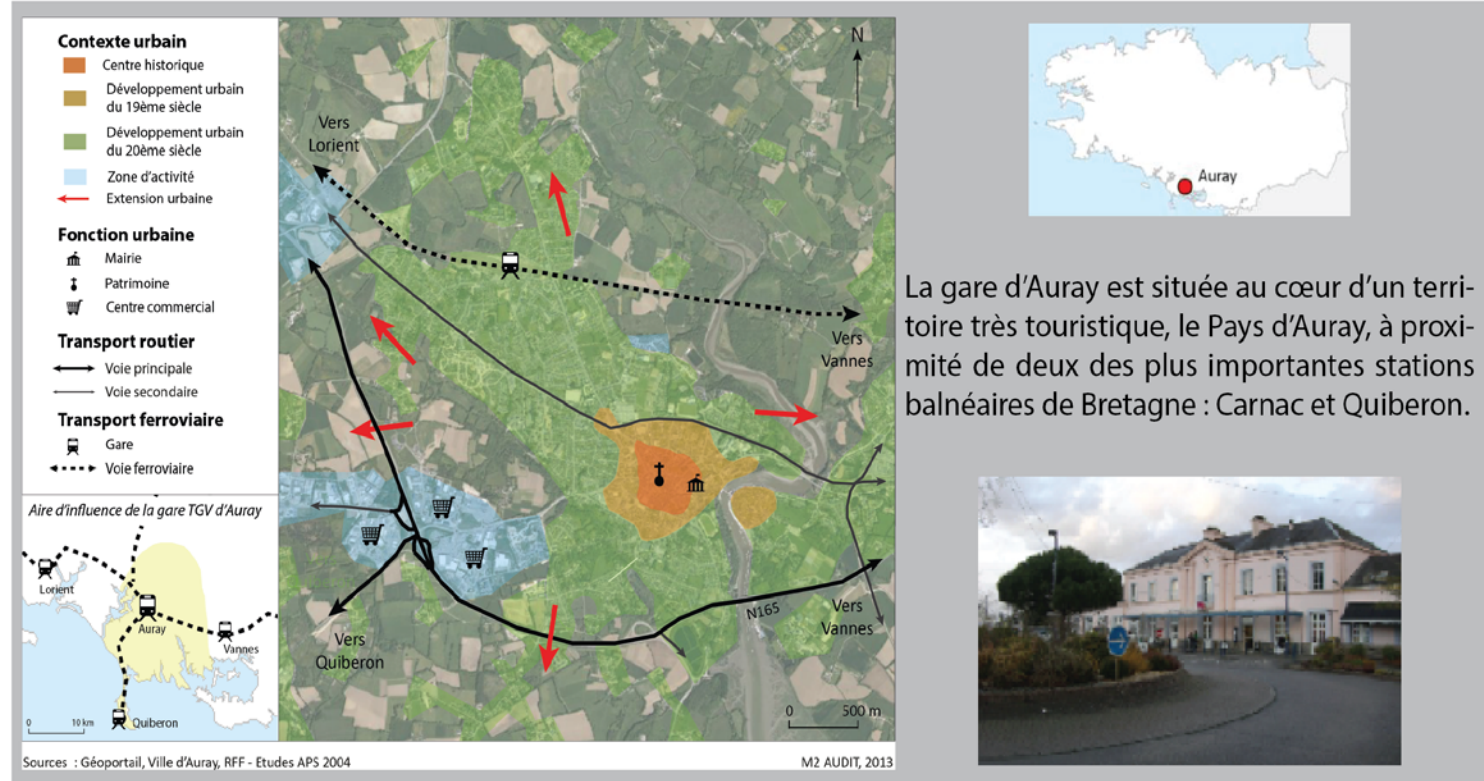 Contexte urbain
Centre historique
Développement urbain
du 19ème siècle
Développement urbain
du 20ème siècle
Zone d'activité
Extension urbaine
Fonction urbaine
Mairie
Patrimoine
Centre commercial
Transport routier
Voie principale
Voie secondaire
Transport ferroviaire
Gare
Voie ferroviaire
Aire d'influence de la gare TGV d'Auray
Lorient
Auray
Vannes
Quiberon
0 10 km
N
Vers
Lorient
Vers
Vannes
Vers
Quiberon
N165
Vers
Vannes
0 500 m
Sources : Géoportail, Ville d'Auray, RFF - Etudes APS 2004
M2 AUDIT, 2013
Auray
La gare d'Auray est située au cœur d'un terri-
toire très touristique, le Pays d'Auray, à proxi-
mité de deux des plus importantes stations
balnéaires de Bretagne : Carnac et Quiberon.